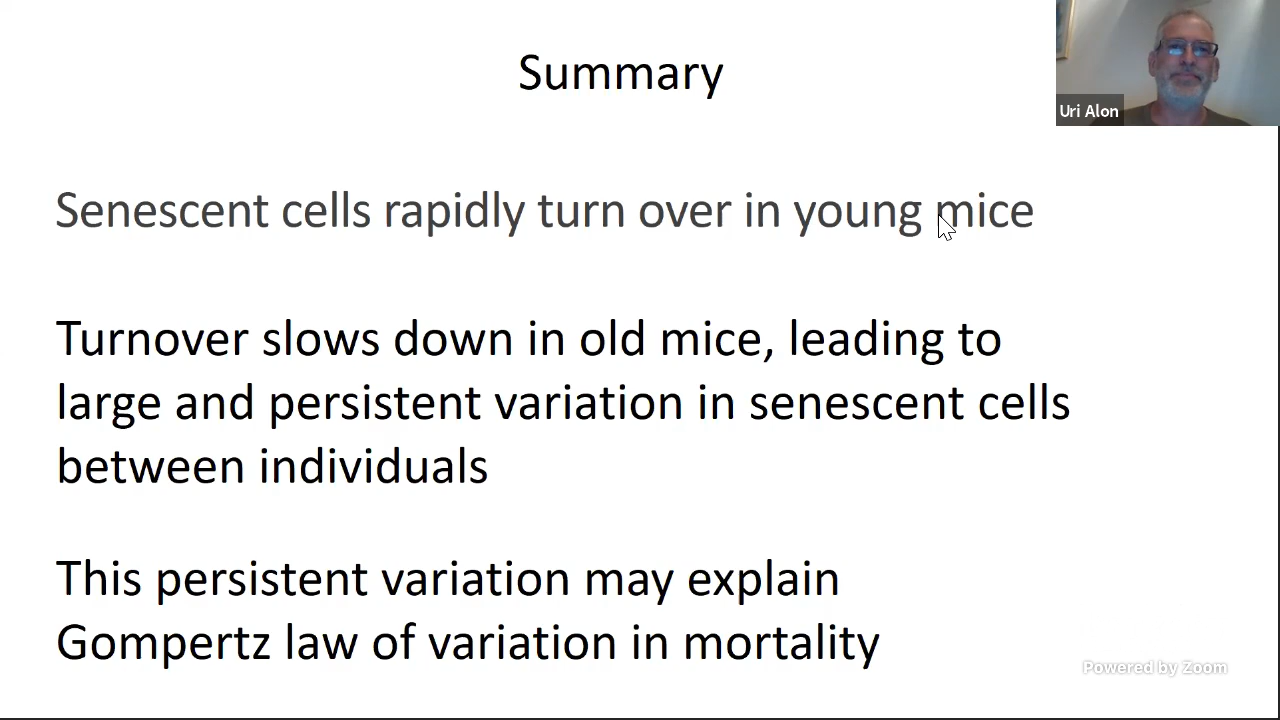 Summary
Uri Alon
Senescent cells rapidly turn over in young mice
Turnover slows down in old mice, leading to
large and persistent variation in senescent cells
between individuals
This persistent variation may explain
Gompertz law of variation in mortality
Powered by Zoom